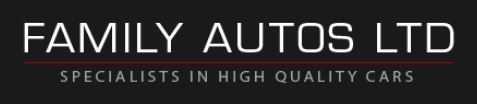 FAMILY AUTOS LTD
SPECIALISTS IN HIGH QUALITY CARS